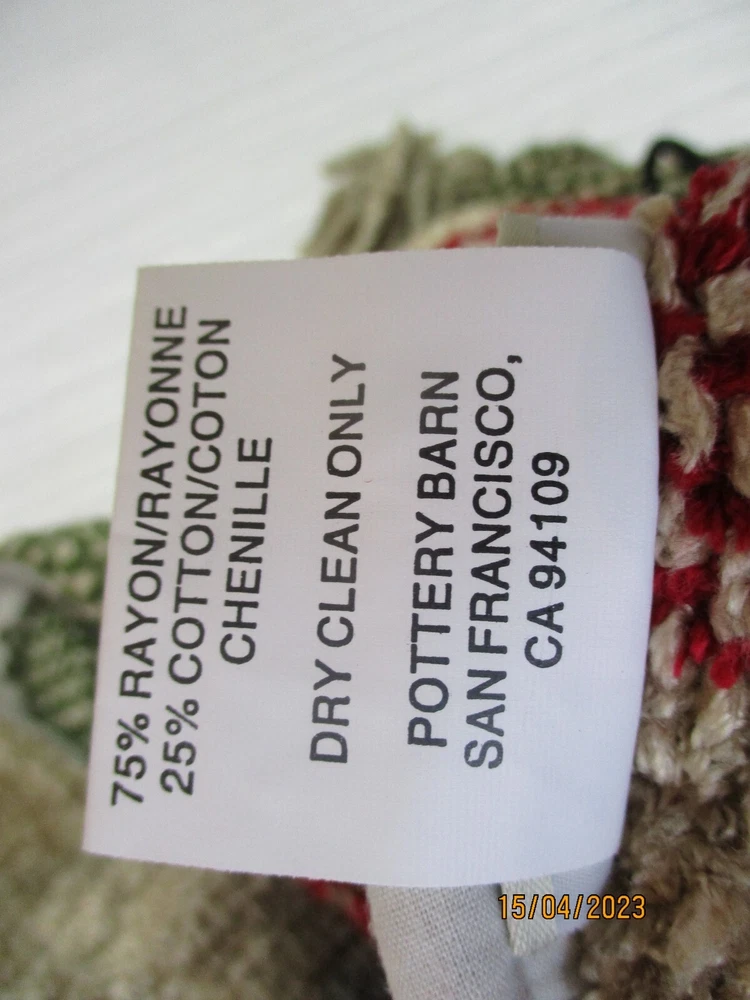 75% RAYON/RAYONNE
25% COTTON/COTON
CHENILLE
DRY CLEAN ONLY
POTTERY BARN
SAN FRANCISCO,
CA 94109
15/04/2023